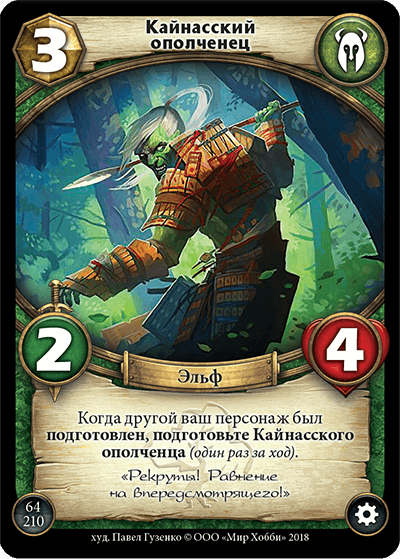 3
Кайнасский
ополченец
2
4
Эльф
Когда другой ваш персонаж был
подготовлен, подготовьте Кайнасского
ополченца (один раз за ход).
«Рекруты! Равнение
на впередсмотрящего!»
64
210
худ. Павел Гузенко © ООО «Мир Хобби» 2018